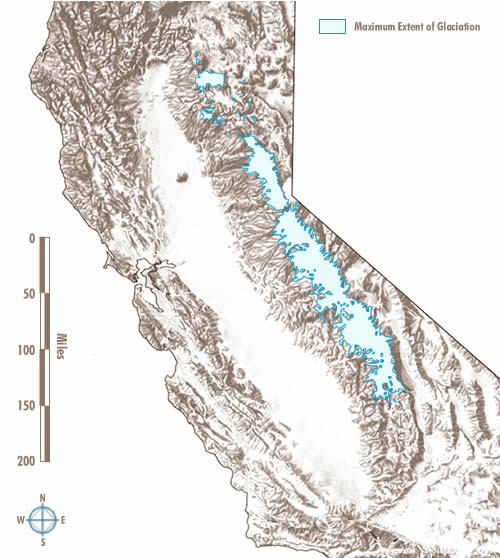 Maximum Extent of Glaciation
0
50
100
150
200
Miles
N
W E
S